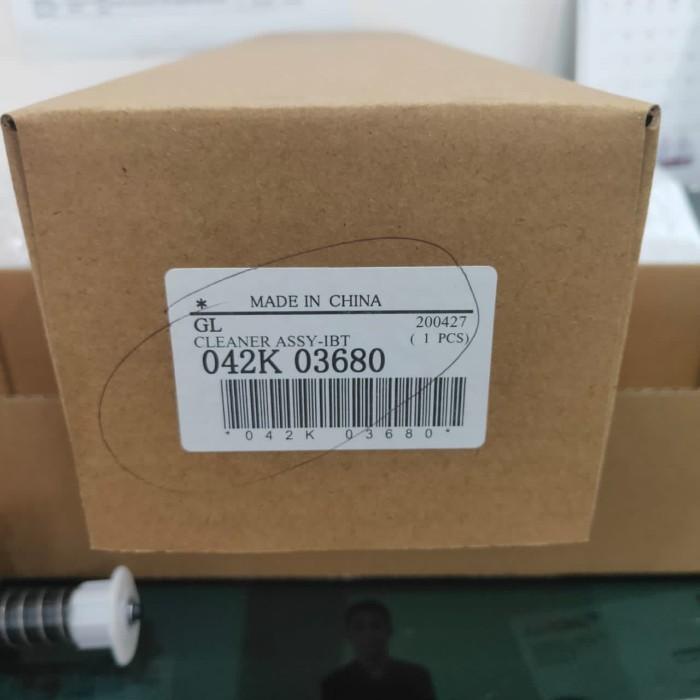 * MADE IN CHINA
GL 200427
CLEANER ASSY-IBT ( 1 PCS)
042K 03680
*042K 03680*